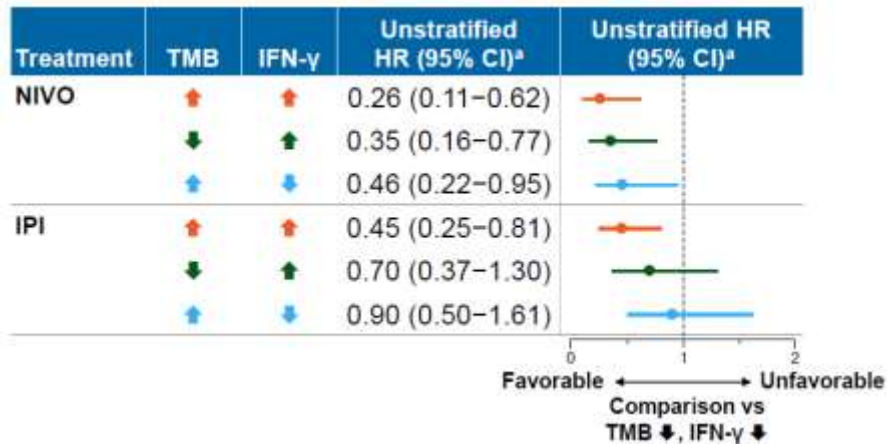 Treatment TMB IFN-γ Unstratified HR (95% CI)ᵃ Unstratified HR (95% CI)ᵃ
NIVO ⬆ ⬆ 0.26 (0.11−0.62)
⬇ ⬆ 0.35 (0.16−0.77)
⬆ ⬇ 0.46 (0.22−0.95)
IPI ⬆ ⬆ 0.45 (0.25−0.81)
⬇ ⬆ 0.70 (0.37−1.30)
⬆ ⬇ 0.90 (0.50−1.61)
0 1 2
Favorable Unfavorable
Comparison vs
TMB ⬇, IFN-γ ⬇